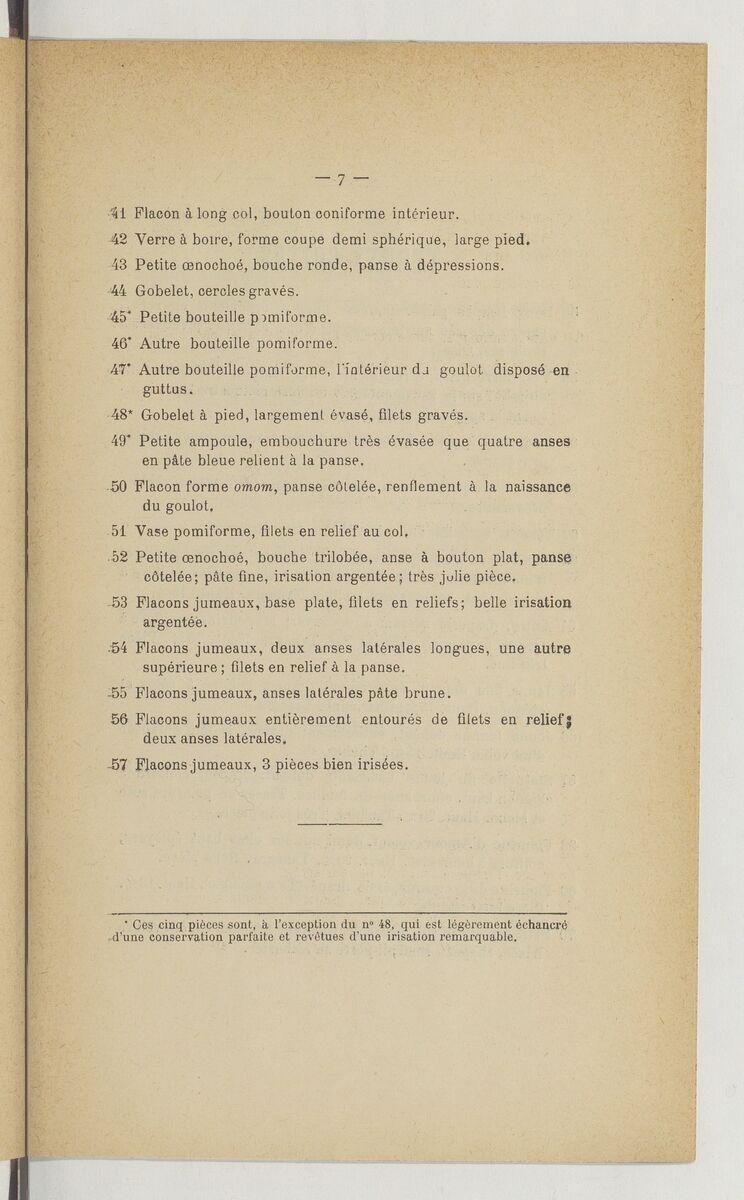 — 7 —
41 Flacon à long col, bouton coniforme intérieur.
42 Verre à boire, forme coupe demi sphérique, large pied.
43 Petite œnochoé, bouche ronde, panse à dépressions.
44 Gobelet, cercles gravés.
45* Petite bouteille pomiforme.
46* Autre bouteille pomiforme.
47* Autre bouteille pomiforme, l'intérieur du goulot disposé en
guttus.
48* Gobelet à pied, largement évasé, filets gravés.
49* Petite ampoule, embouchure très évasée que quatre anses
en pâte bleue relient à la panse.
50 Flacon forme omom, panse côtelée, renflement à la naissance
du goulot.
51 Vase pomiforme, filets en relief au col.
52 Petite œnochoé, bouche trilobée, anse à bouton plat, panse
côtelée; pâte fine, irisation argentée; très jolie pièce.
53 Flacons jumeaux, base plate, filets en reliefs; belle irisation
argentée.
54 Flacons jumeaux, deux anses latérales longues, une autre
supérieure; filets en relief à la panse.
55 Flacons jumeaux, anses latérales pâte brune.
56 Flacons jumeaux entièrement entourés de filets en relief;
deux anses latérales.
57 Flacons jumeaux, 3 pièces bien irisées.
* Ces cinq pièces sont, à l'exception du n° 48, qui est légèrement échancré
d'une conservation parfaite et revêtues d'une irisation remarquable.